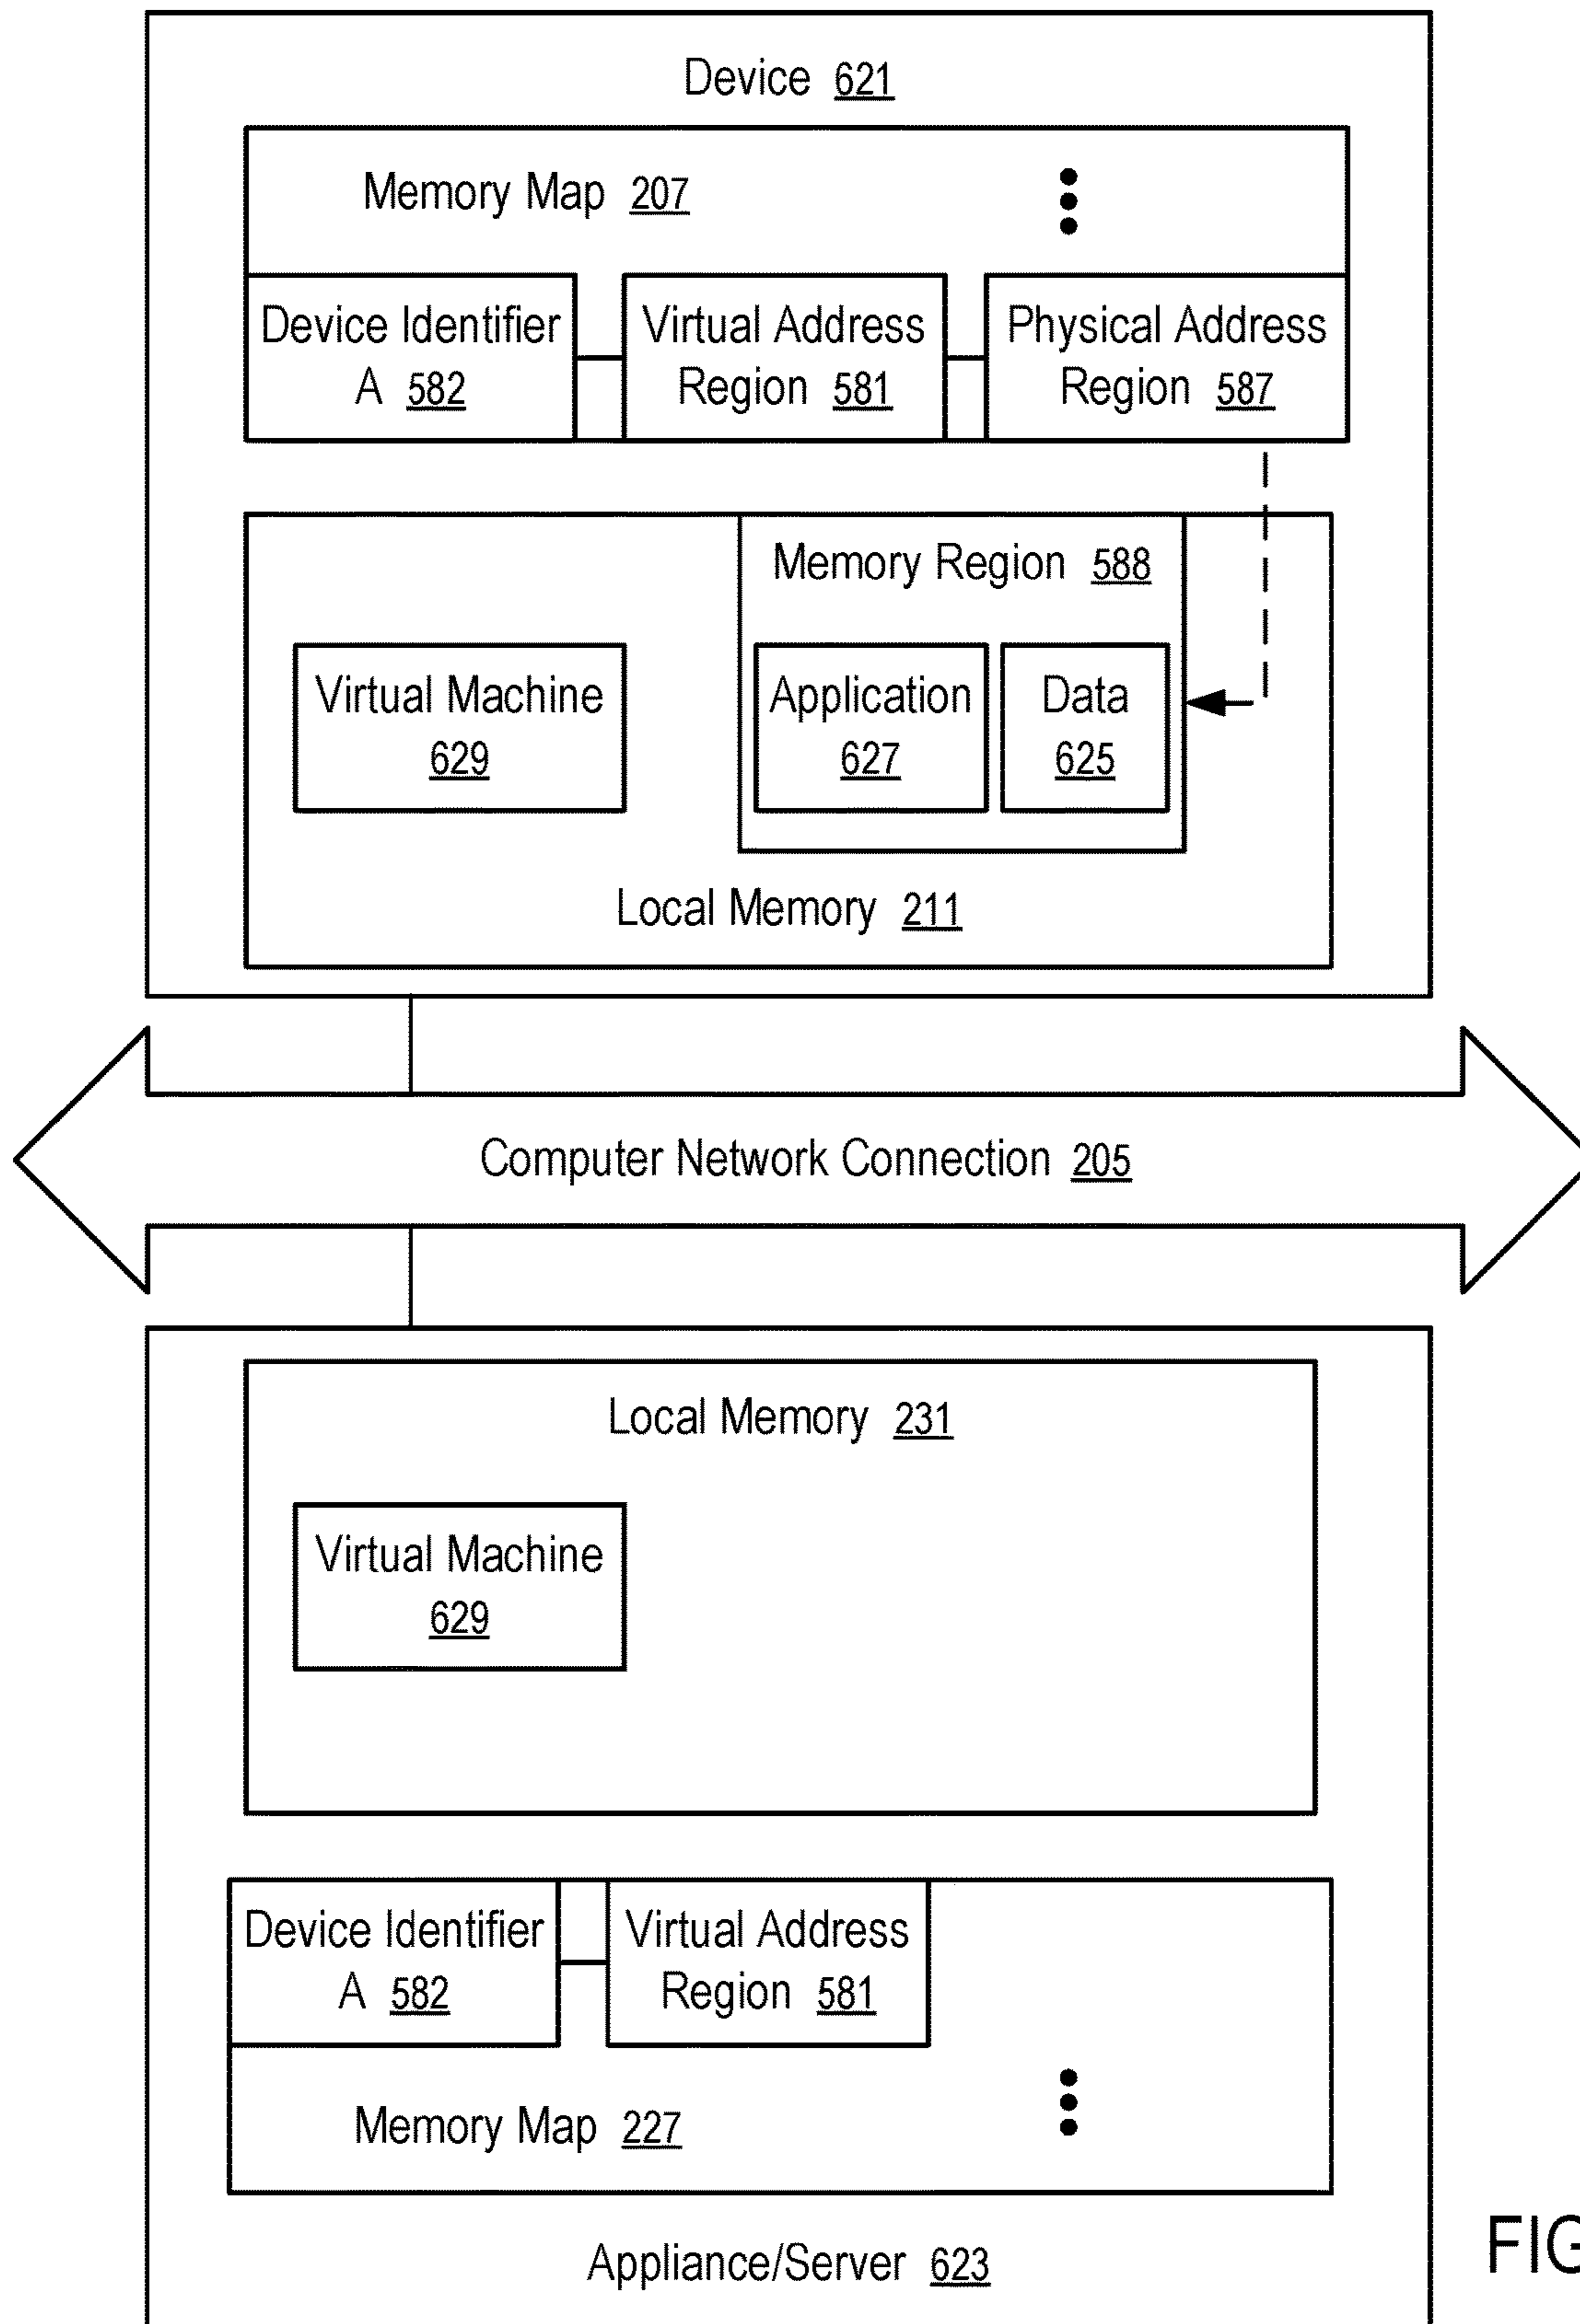 Device 621
Memory Map 207
Device Identifier
A 582
Virtual Address
Region 581
Physical Address
Region 587
Memory Region 588
Virtual Machine
629
Application
627
Data
625
Local Memory 211
Computer Network Connection 205
Local Memory 231
Virtual Machine
629
Device Identifier
A 582
Virtual Address
Region 581
Memory Map 227
Appliance/Server 623
FIG